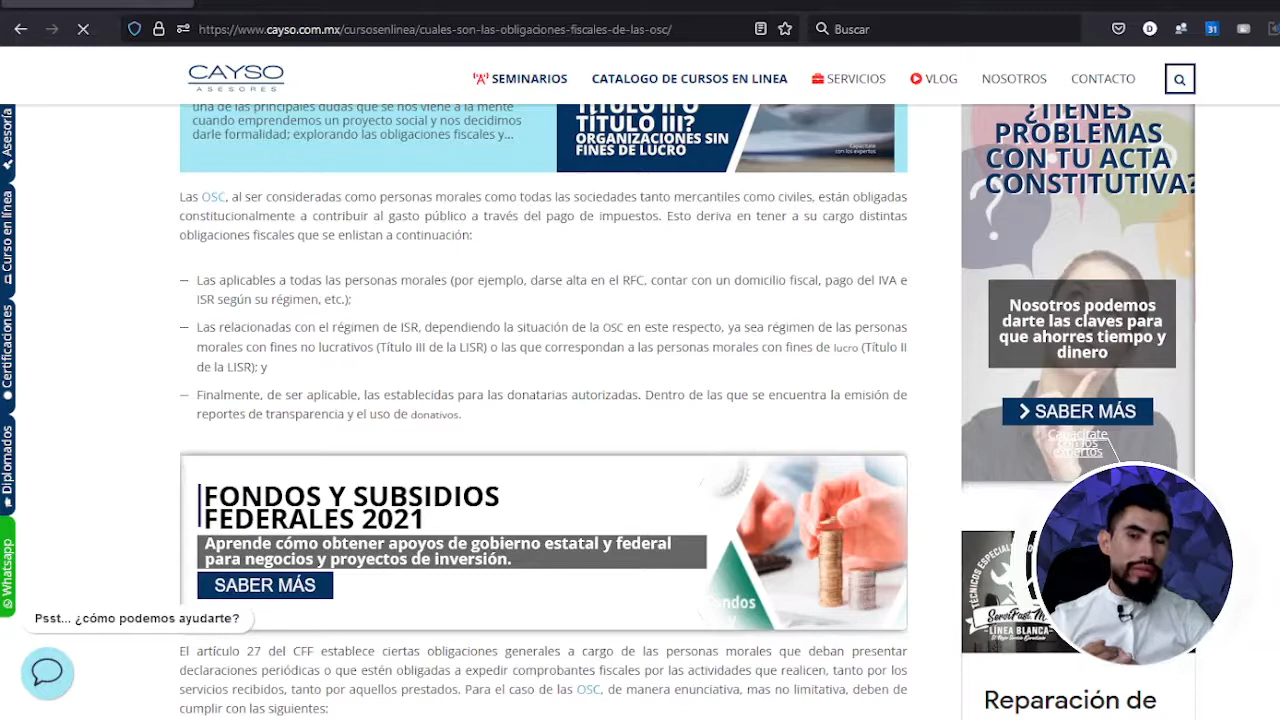 https://www.cayso.com.mx/cursosenlinea/cuales-son-las-obligaciones-fiscales-de-las-osc/
Buscar
D
31
CAYSO
ASESORES
SEMINARIOS
CATALOGO DE CURSOS EN LINEA
SERVICIOS
VLOG
NOSOTROS
CONTACTO
Asesoría
Curso en línea
Certificaciones
Diplomados
Whatsapp
una de las principales dudas que se nos viene a la mente
cuando emprendemos un proyecto social y nos decidimos
darle formalidad; explorando las obligaciones fiscales y...
TÍTULO II O
TÍTULO III?
ORGANIZACIONES SIN
FINES DE LUCRO
Capacítate
con los expertos
Las OSC, al ser consideradas como personas morales como todas las sociedades tanto mercantiles como civiles, están obligadas
constitucionalmente a contribuir al gasto público a través del pago de impuestos. Esto deriva en tener a su cargo distintas
obligaciones fiscales que se enlistan a continuación:
— Las aplicables a todas las personas morales (por ejemplo, darse alta en el RFC, contar con un domicilio fiscal, pago del IVA e
ISR según su régimen, etc.);
— Las relacionadas con el régimen de ISR, dependiendo la situación de la OSC en este respecto, ya sea régimen de las personas
morales con fines no lucrativos (Título III de la LISR) o las que correspondan a las personas morales con fines de lucro (Título II
de la LISR); y
— Finalmente, de ser aplicable, las establecidas para las donatarias autorizadas. Dentro de las que se encuentra la emisión de
reportes de transparencia y el uso de donativos.
FONDOS Y SUBSIDIOS
FEDERALES 2021
Aprende cómo obtener apoyos de gobierno estatal y federal
para negocios y proyectos de inversión.
SABER MÁS
Psst... ¿cómo podemos ayudarte?
El artículo 27 del CFF establece ciertas obligaciones generales a cargo de las personas morales que deban presentar
declaraciones periódicas o que estén obligadas a expedir comprobantes fiscales por las actividades que realicen, tanto por los
servicios recibidos, tanto por aquellos prestados. Para el caso de las OSC, de manera enunciativa, mas no limitativa, deben de
cumplir con las siguientes:
¿TIENES
PROBLEMAS
CON TU ACTA
CONSTITUTIVA?
Nosotros podemos
darte las claves para
que ahorres tiempo y
dinero
SABER MÁS
Capacítate
con los
expertos
LÍNEA BLANCA
Reparación de